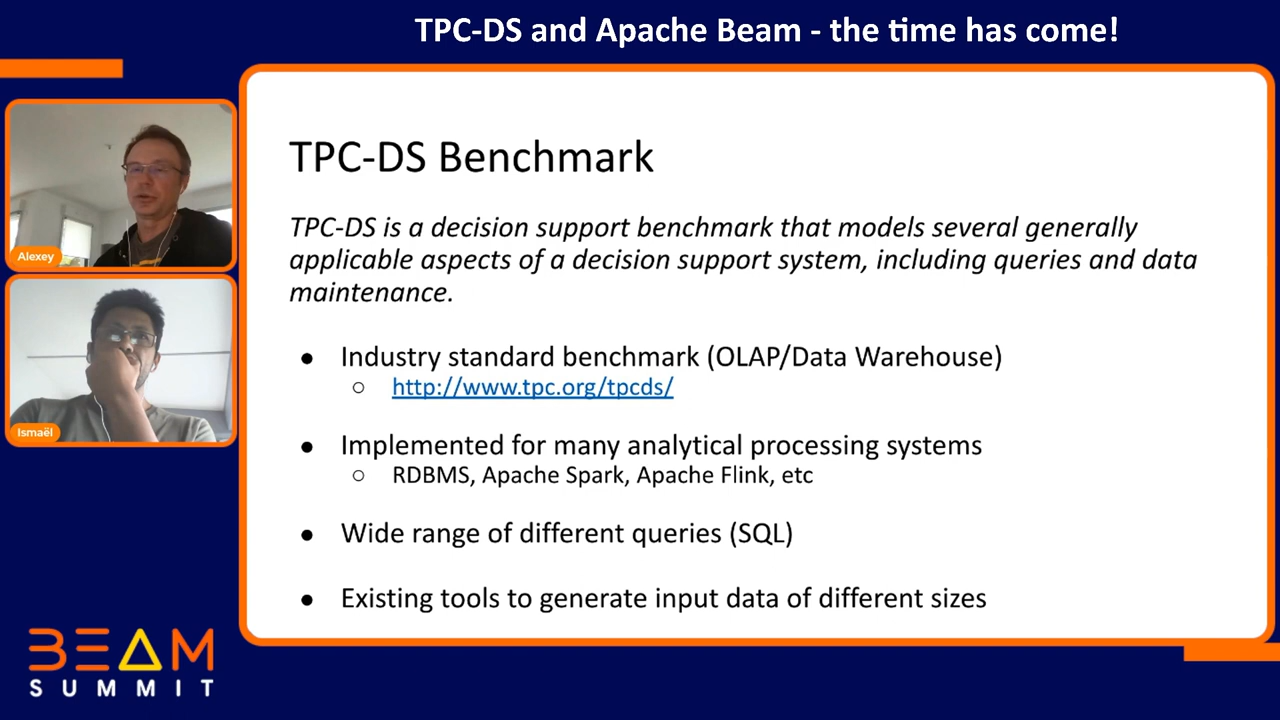 TPC-DS and Apache Beam - the time has come!
Alexey
Ismaël
BEAM
SUMMIT
TPC-DS Benchmark
TPC-DS is a decision support benchmark that models several generally
applicable aspects of a decision support system, including queries and data
maintenance.
● Industry standard benchmark (OLAP/Data Warehouse)
○ http://www.tpc.org/tpcds/
● Implemented for many analytical processing systems
○ RDBMS, Apache Spark, Apache Flink, etc
● Wide range of different queries (SQL)
● Existing tools to generate input data of different sizes